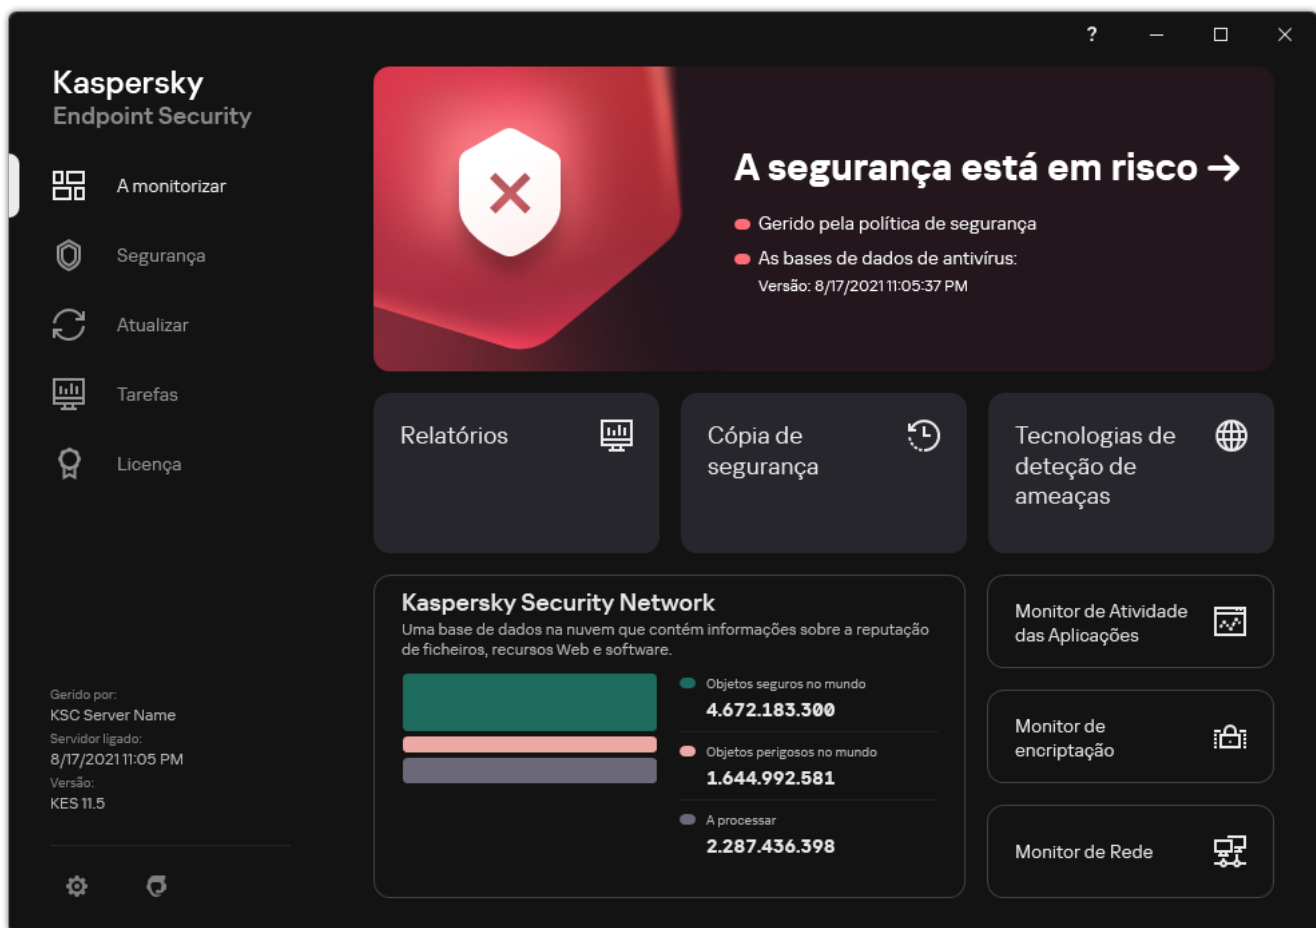 ?
Kaspersky
Endpoint Security
A monitorizar
Segurança
Atualizar
Tarefas
Licença
Gerido por:
KSC Server Name
Servidor ligado:
8/17/2021 11:05 PM
Versão:
KES 11.5
A segurança está em risco →
Gerido pela política de segurança
As bases de dados de antivírus:
Versão: 8/17/2021 11:05:37 PM
Relatórios
Cópia de
segurança
Tecnologias de
deteção de
ameaças
Kaspersky Security Network
Uma base de dados na nuvem que contém informações sobre a reputação
de ficheiros, recursos Web e software.
Objetos seguros no mundo
4.672.183.300
Objetos perigosos no mundo
1.644.992.581
A processar
2.287.436.398
Monitor de Atividade
das Aplicações
Monitor de
encriptação
Monitor de Rede